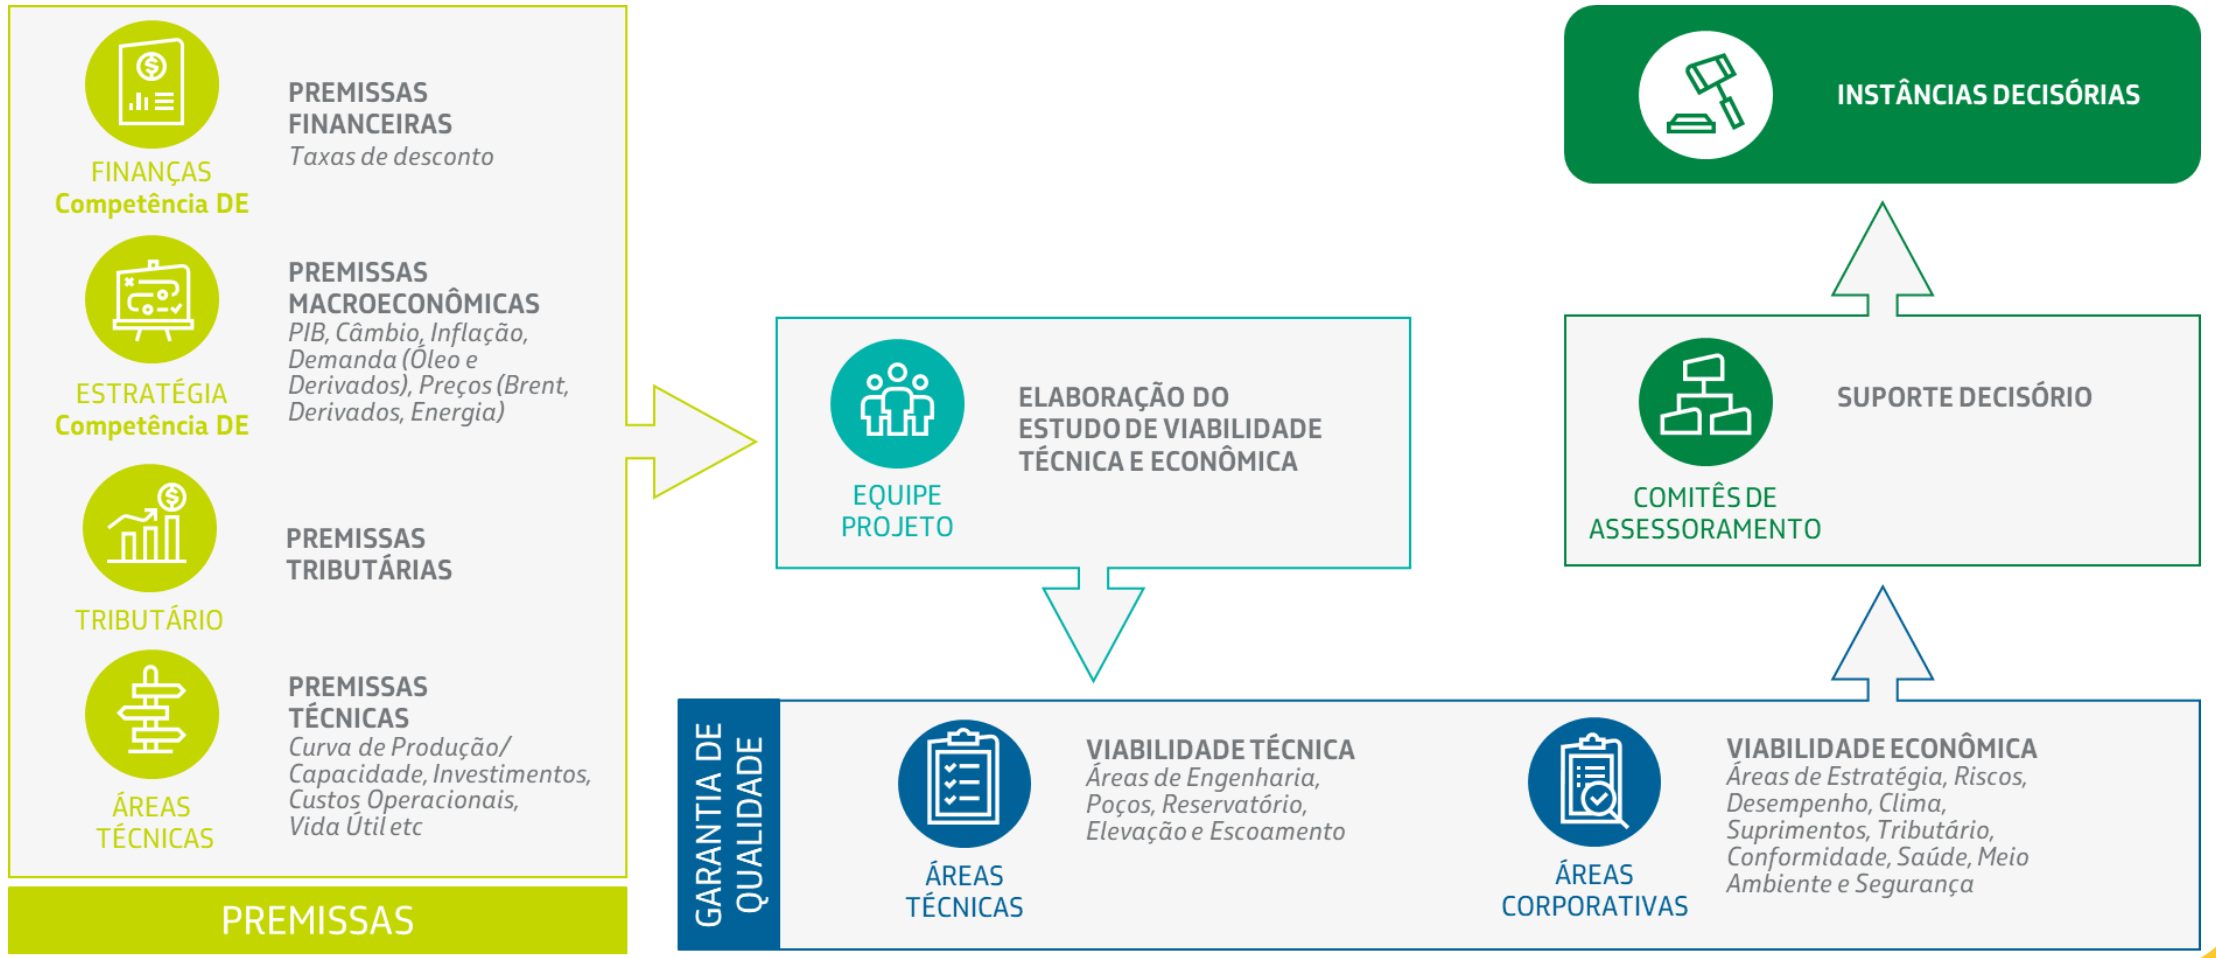 FINANÇAS
Competência DE
PREMISSAS
FINANCEIRAS
Taxas de desconto
ESTRATÉGIA
Competência DE
PREMISSAS
MACROECONÔMICAS
PIB, Câmbio, Inflação,
Demanda (Óleo e
Derivados), Preços (Brent,
Derivados, Energia)
TRIBUTÁRIO
PREMISSAS
TRIBUTÁRIAS
ÁREAS
TÉCNICAS
PREMISSAS
TÉCNICAS
Curva de Produção/
Capacidade, Investimentos,
Custos Operacionais,
Vida Útil etc
PREMISSAS
EQUIPE
PROJETO
ELABORAÇÃO DO
ESTUDO DE VIABILIDADE
TÉCNICA E ECONÔMICA
GARANTIA DE
QUALIDADE
ÁREAS
TÉCNICAS
VIABILIDADE TÉCNICA
Áreas de Engenharia,
Poços, Reservatório,
Elevação e Escoamento
ÁREAS
CORPORATIVAS
VIABILIDADE ECONÔMICA
Áreas de Estratégia, Riscos,
Desempenho, Clima,
Suprimentos, Tributário,
Conformidade, Saúde, Meio
Ambiente e Segurança
COMITÊS DE
ASSESSORAMENTO
SUPORTE DECISÓRIO
INSTÂNCIAS DECISÓRIAS